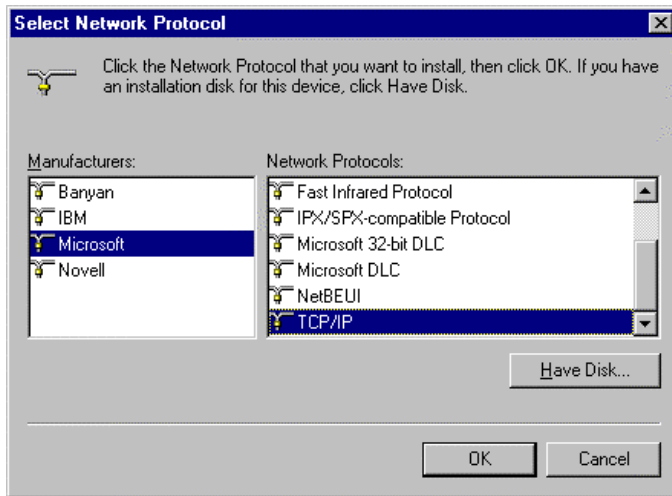 Select Network Protocol
Click the Network Protocol that you want to install, then click OK. If you have
an installation disk for this device, click Have Disk.
Manufacturers:
Banyan
IBM
Microsoft
Novell
Network Protocols:
Fast Infrared Protocol
IPX/SPX-compatible Protocol
Microsoft 32-bit DLC
Microsoft DLC
NetBEUI
TCP/IP
Have Disk...
OK
Cancel